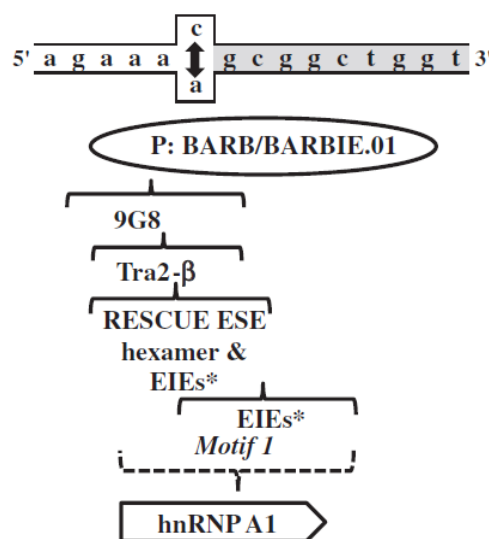 c
5' a g a a a g c g g c t g g t 3'
a
P: BARB/BARBIE.01
9G8
Tra2-β
RESCUE ESE
hexamer &
EIEs*
EIEs*
Motif 1
hnRNP A1